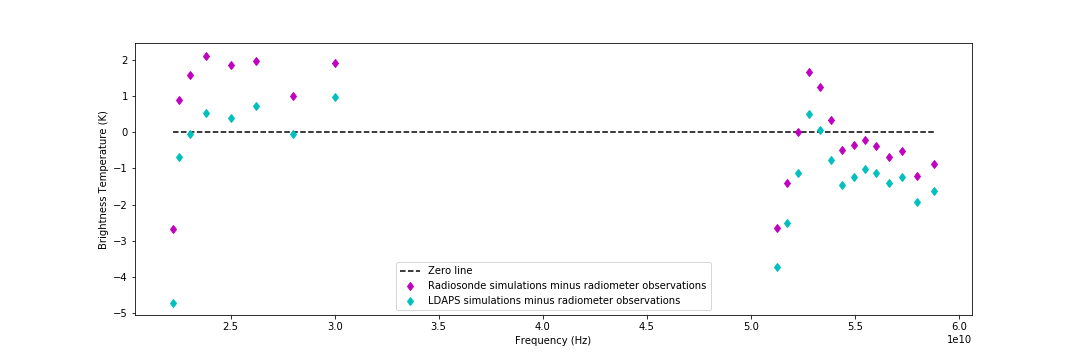 2
1
0
−1
−2
−3
−4
−5
Brightness Temperature (K)
Zero line
Radiosonde simulations minus radiometer observations
LDAPS simulations minus radiometer observations
2.5 3.0 3.5 4.0 4.5 5.0 5.5 6.0
1e10
Frequency (Hz)